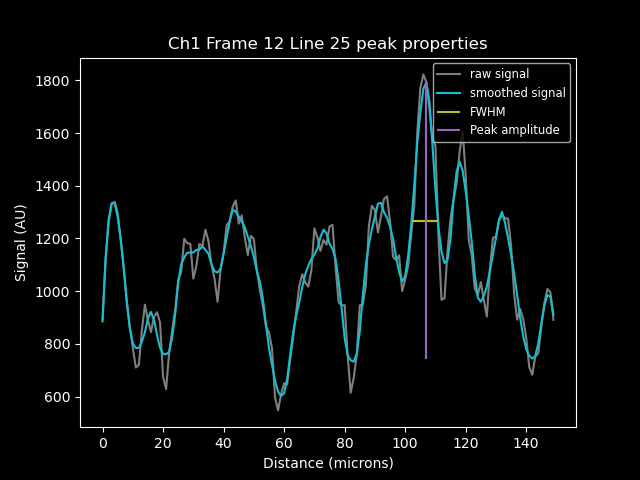 Ch1 Frame 12 Line 25 peak properties
raw signal
smoothed signal
FWHM
Peak amplitude
Signal (AU)
1800
1600
1400
1200
1000
800
600
0 20 40 60 80 100 120 140
Distance (microns)